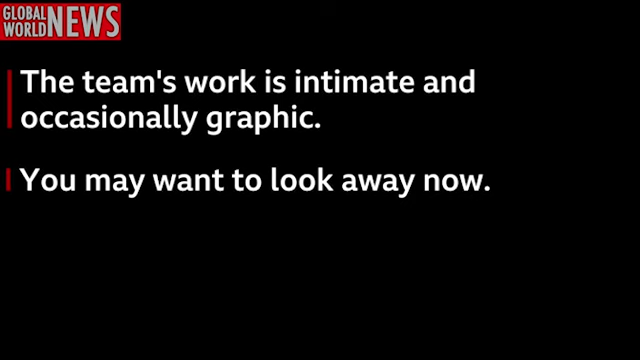 GLOBAL
WORLD NEWS
The team's work is intimate and
occasionally graphic.
You may want to look away now.